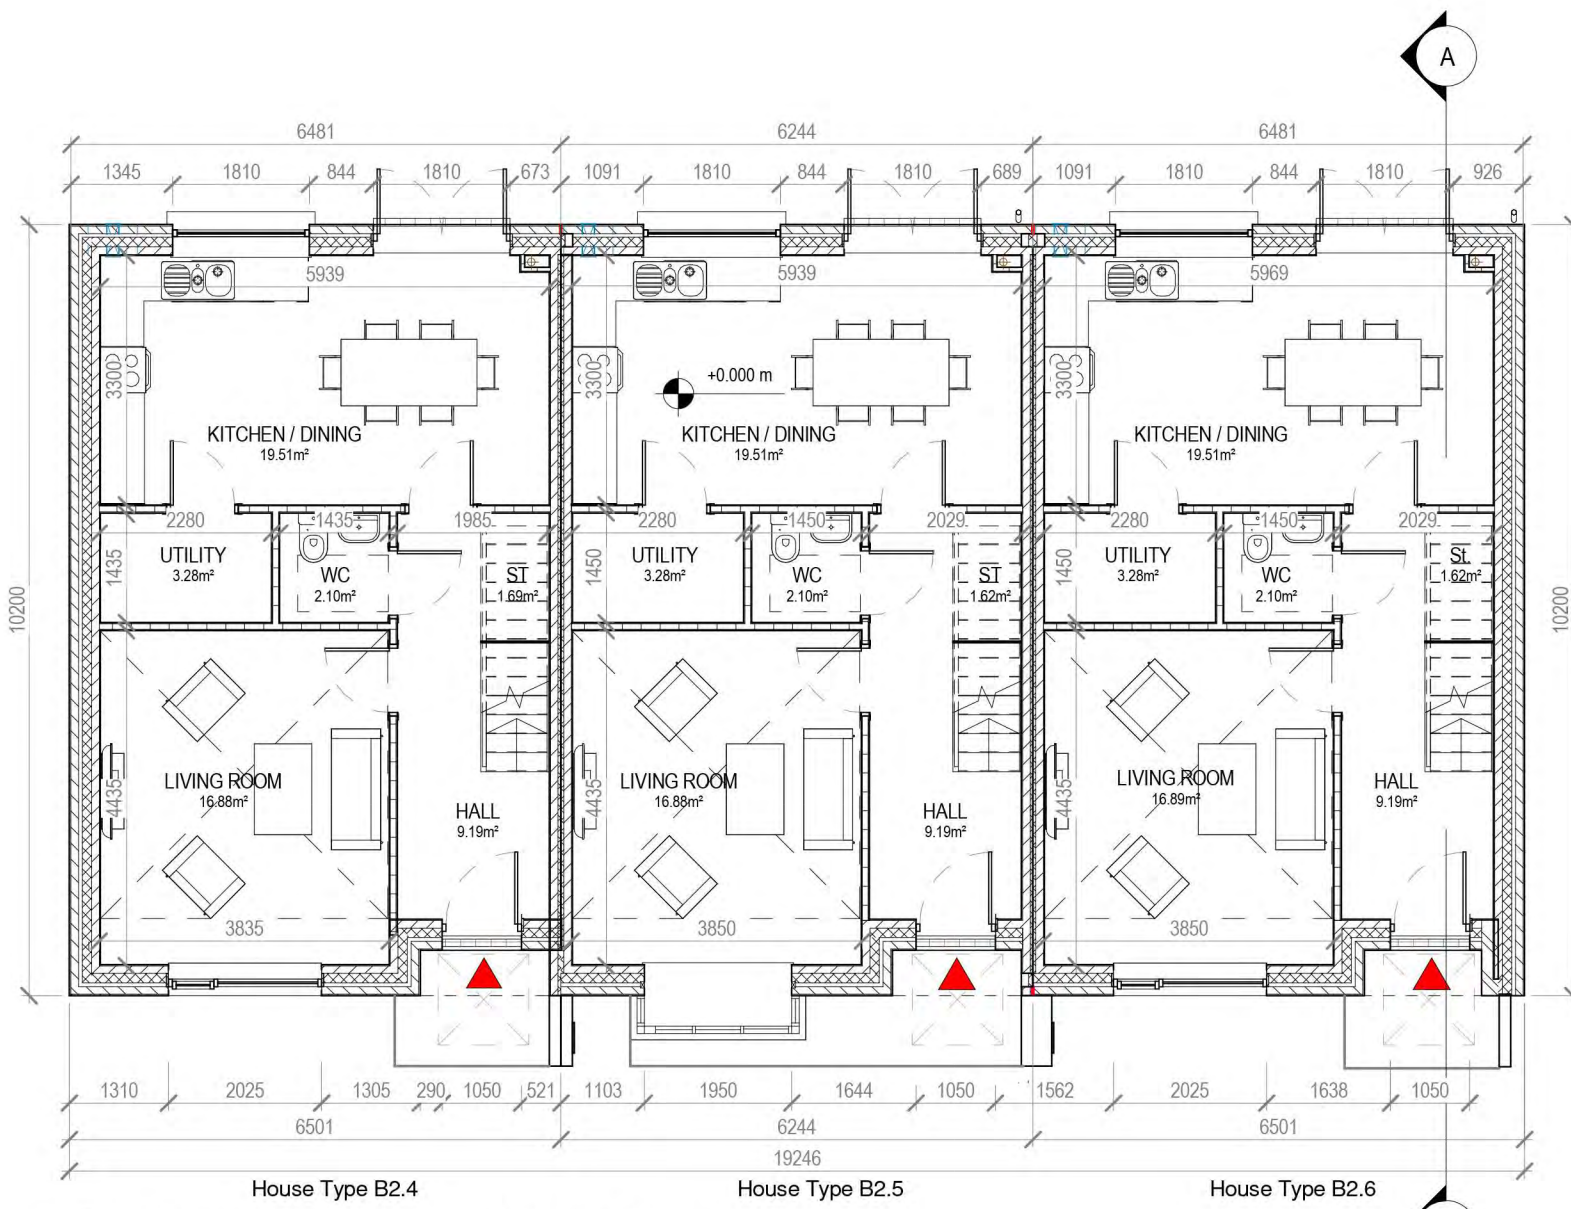 A
6481 6244 6481
1345 1810 844 1810 673 1091 1810 844 1810 689 1091 1810 844 1810 926
5939 5939 5969
3300 3300 3300
+0.000 m
KITCHEN / DINING KITCHEN / DINING KITCHEN / DINING
19.51m² 19.51m² 19.51m²
2280 1435 1985 2280 1450 2029 2280 1450 2029
1435 1450 1450
UTILITY UTILITY UTILITY
3.28m² 3.28m² 3.28m²
WC ST WC ST WC St.
2.10m² 1.69m² 2.10m² 1.62m² 2.10m² 1.62m²
10200 10200
LIVING ROOM LIVING ROOM LIVING ROOM
16.88m² 16.88m² 16.89m²
4435 4435 4435
HALL HALL HALL
9.19m² 9.19m² 9.19m²
3835 3850 3850
1310 2025 1305 290 1050 521 1103 1950 1644 1050 1562 2025 1638 1050
6501 6244 6501
19246
House Type B2.4 House Type B2.5 House Type B2.6